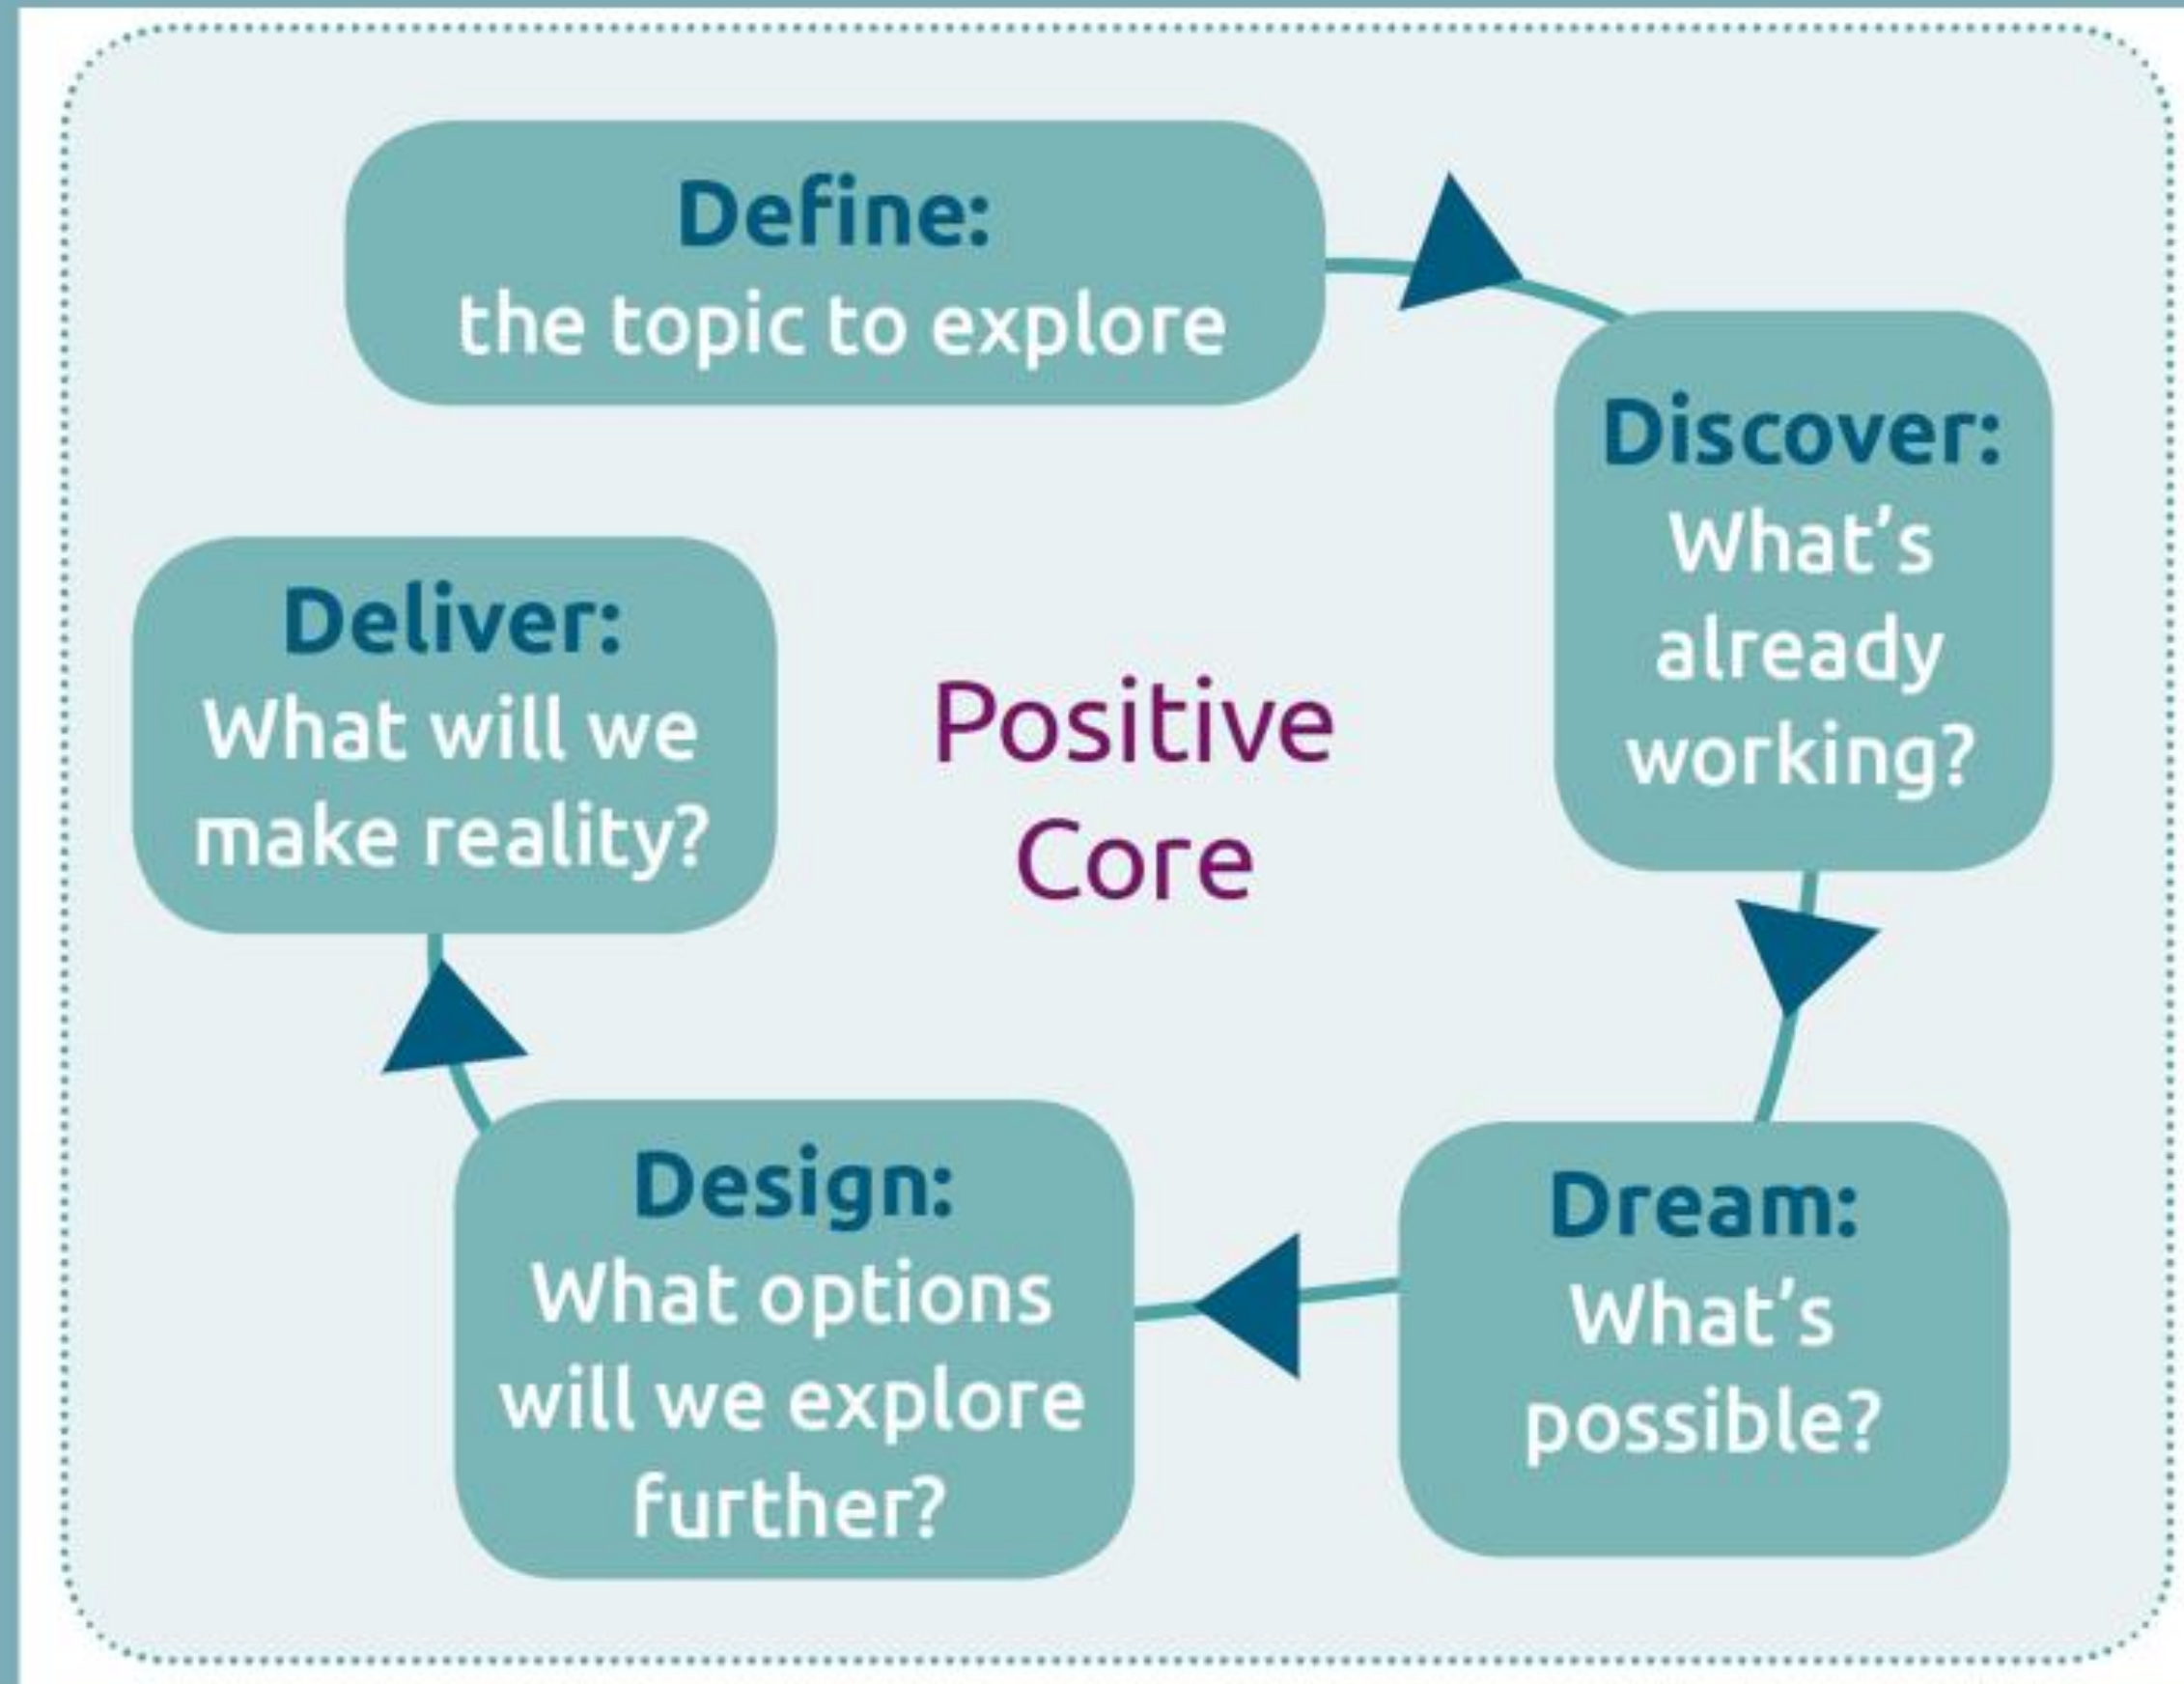 Define:
the topic to explore
Discover:
What's
already
working?
Dream:
What's
possible?
Design:
What options
will we explore
further?
Deliver:
What will we
make reality?
Positive
Core